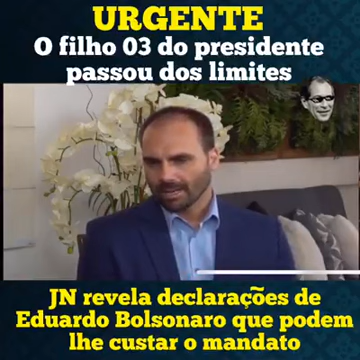 URGENTE
O filho 03 do presidente
passou dos limites
JN revela declarações de
Eduardo Bolsonaro que podem
lhe custar o mandato